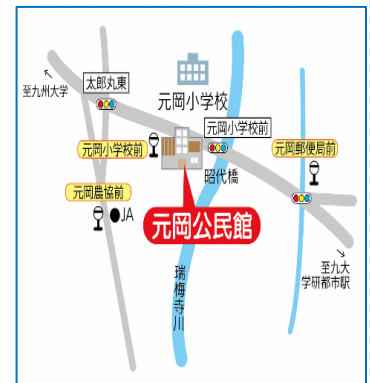 至九州大学
太郎丸東
元岡小学校
元岡小学校前
元岡小学校前
元岡郵便局前
昭代橋
元岡農協前
JA
元岡公民館
瑞梅寺川
至九大
学研都市駅